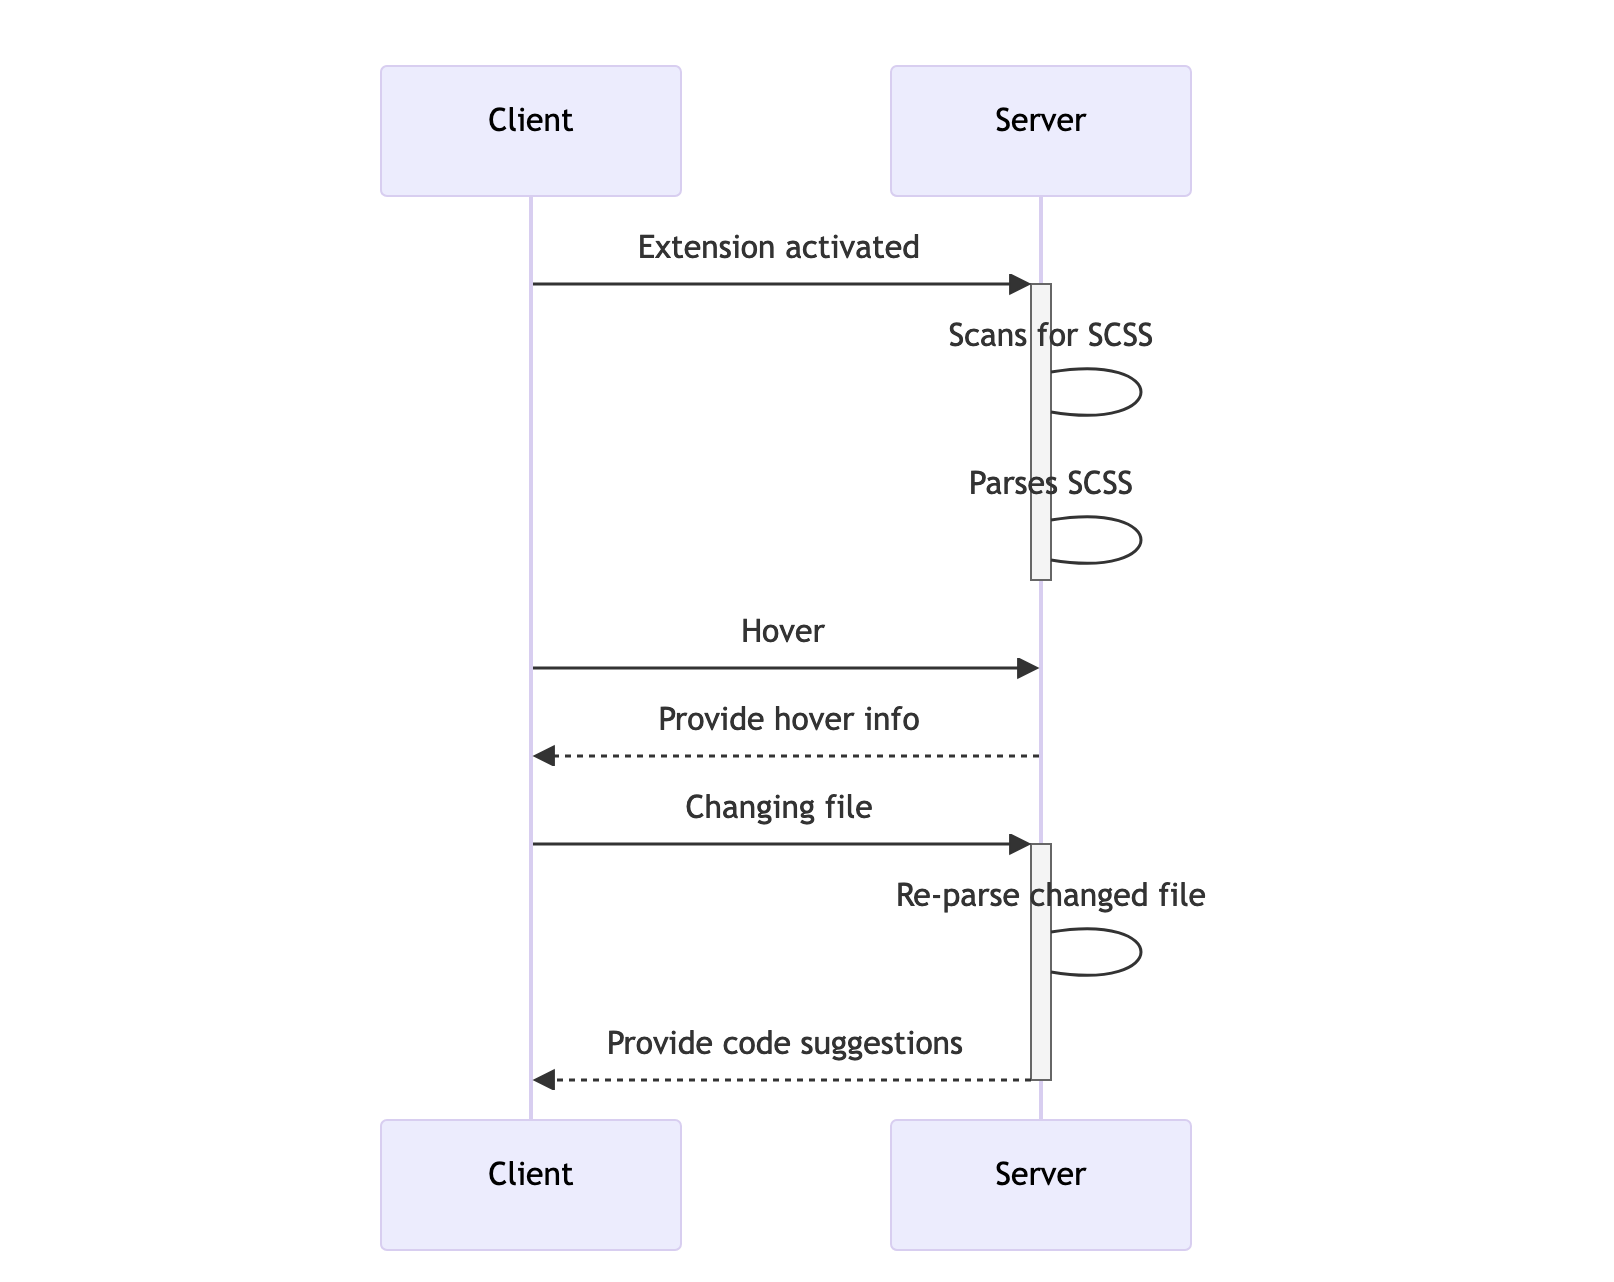 Client
Server
Extension activated
Scans for SCSS
Parses SCSS
Hover
Provide hover info
Changing file
Re-parse changed file
Provide code suggestions
Client
Server